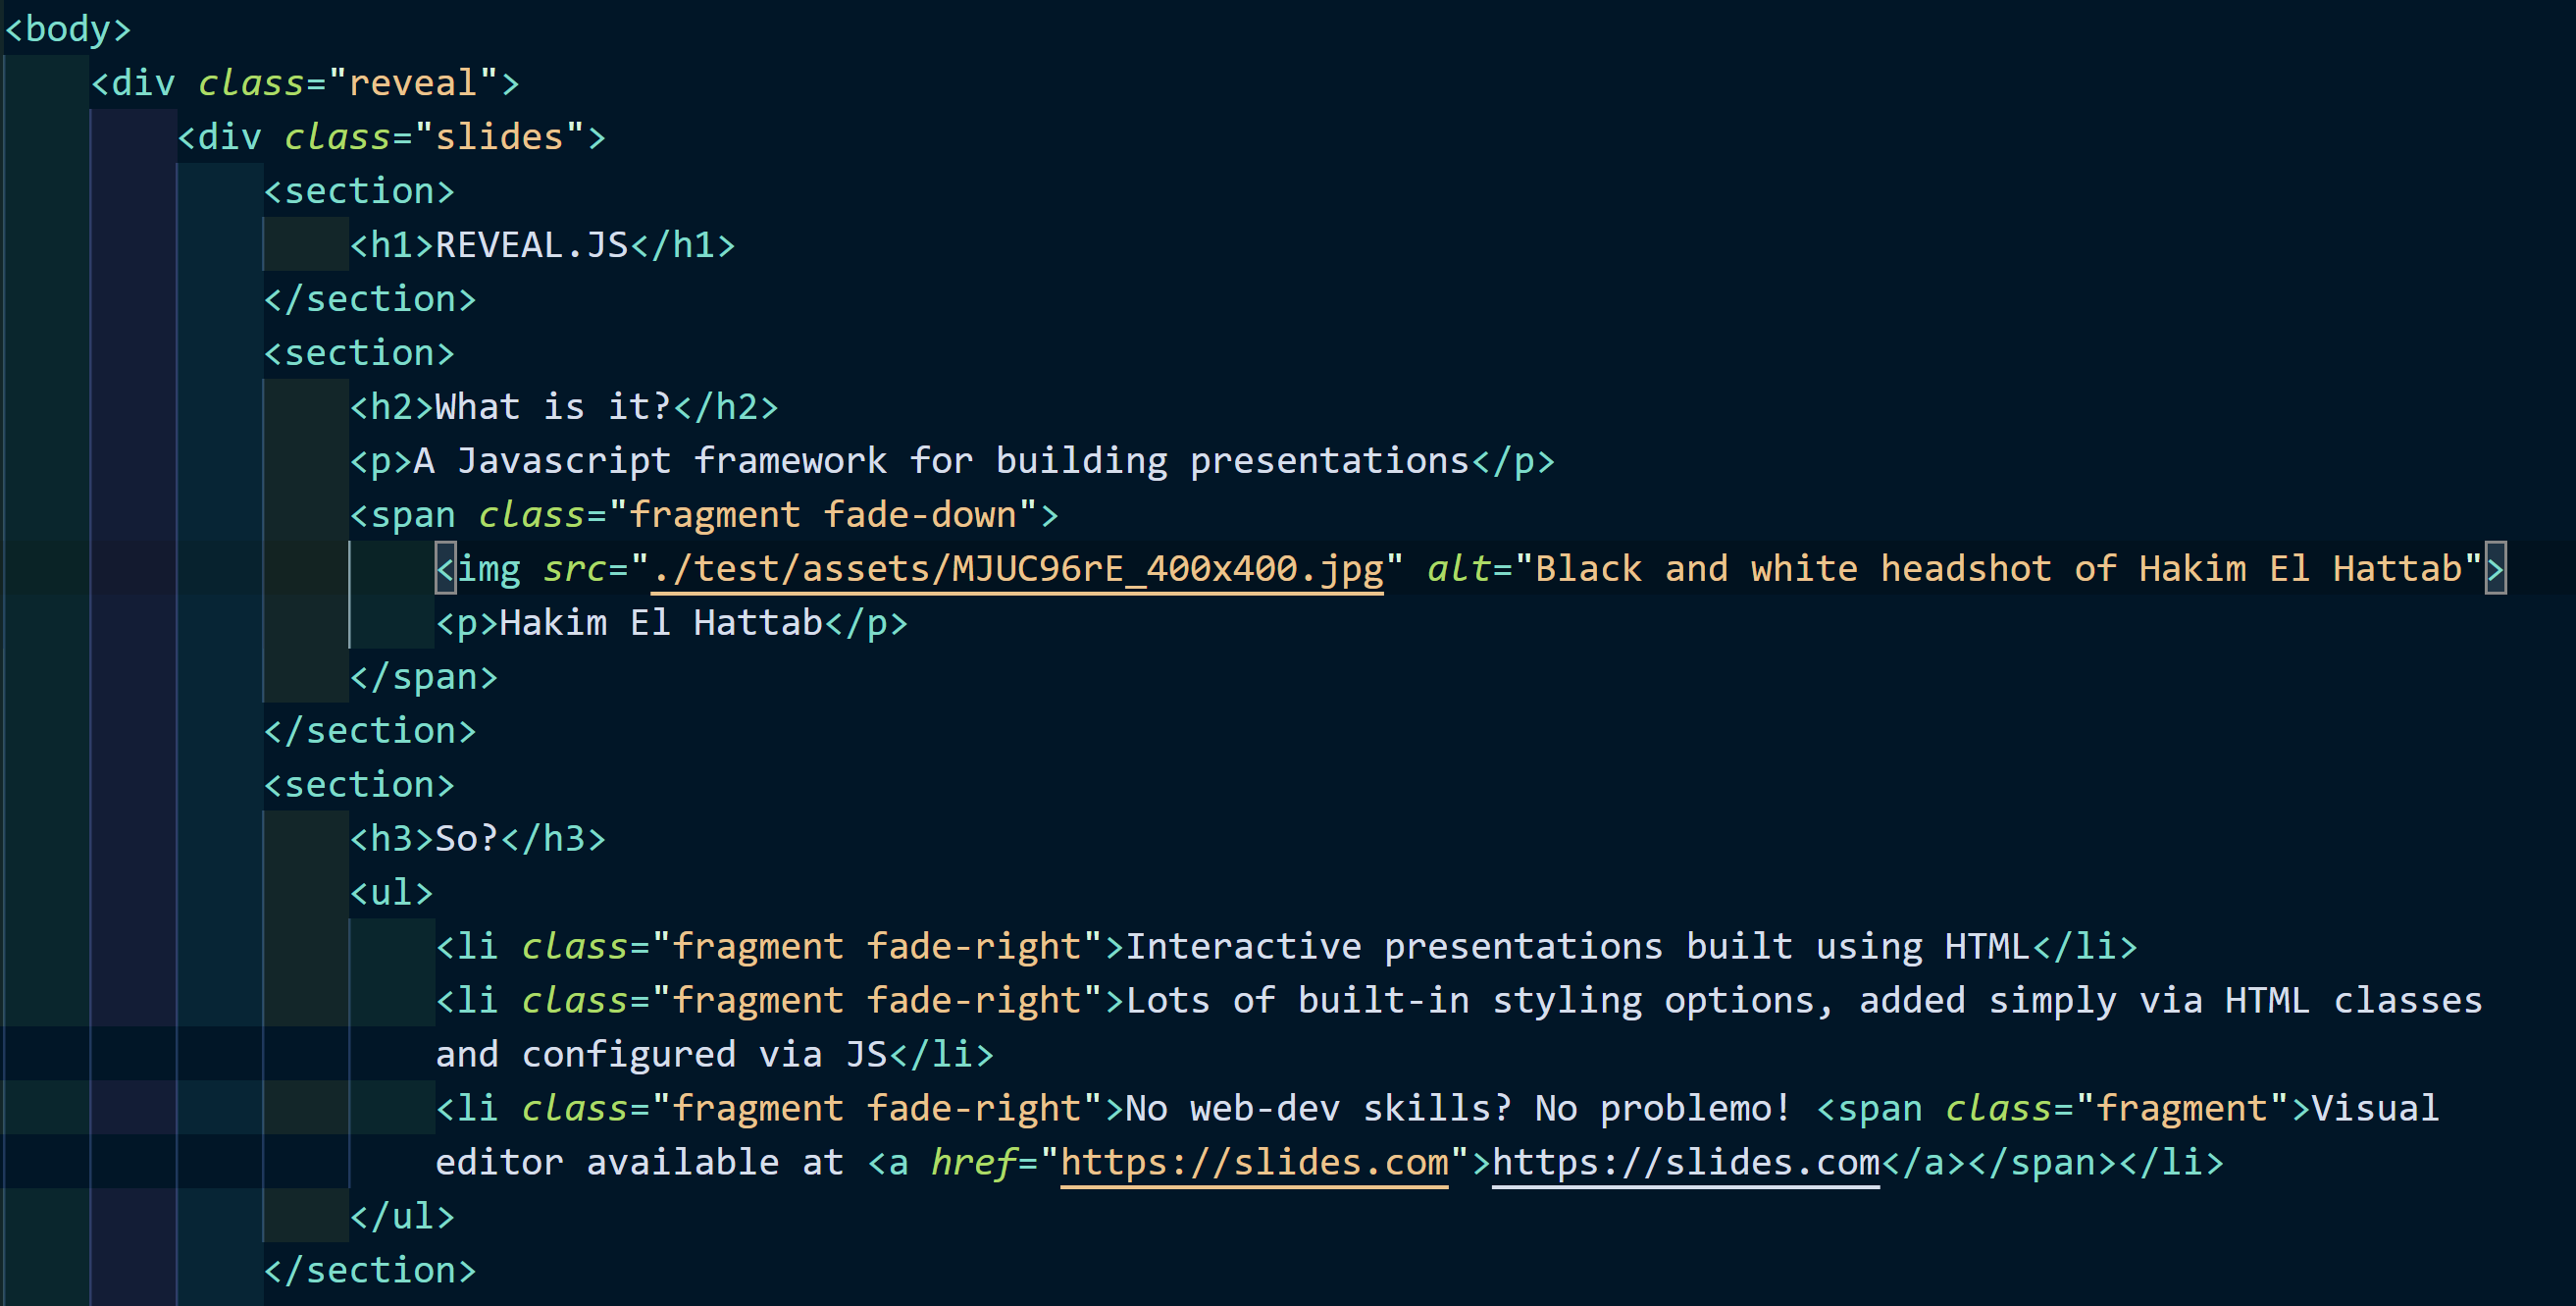 <body>
<div class="reveal">
<div class="slides">
<section>
<h1>REVEAL.JS</h1>
</section>
<section>
<h2>What is it?</h2>
<p>A Javascript framework for building presentations</p>
<span class="fragment fade-down">
<img src="./test/assets/MJUC96rE_400x400.jpg" alt="Black and white headshot of Hakim El Hattab">
<p>Hakim El Hattab</p>
</span>
</section>
<section>
<h3>So?</h3>
<ul>
<li class="fragment fade-right">Interactive presentations built using HTML</li>
<li class="fragment fade-right">Lots of built-in styling options, added simply via HTML classes
and configured via JS</li>
<li class="fragment fade-right">No web-dev skills? No problemo! <span class="fragment">Visual
editor available at <a href="https://slides.com">https://slides.com</a></span></li>
</ul>
</section>